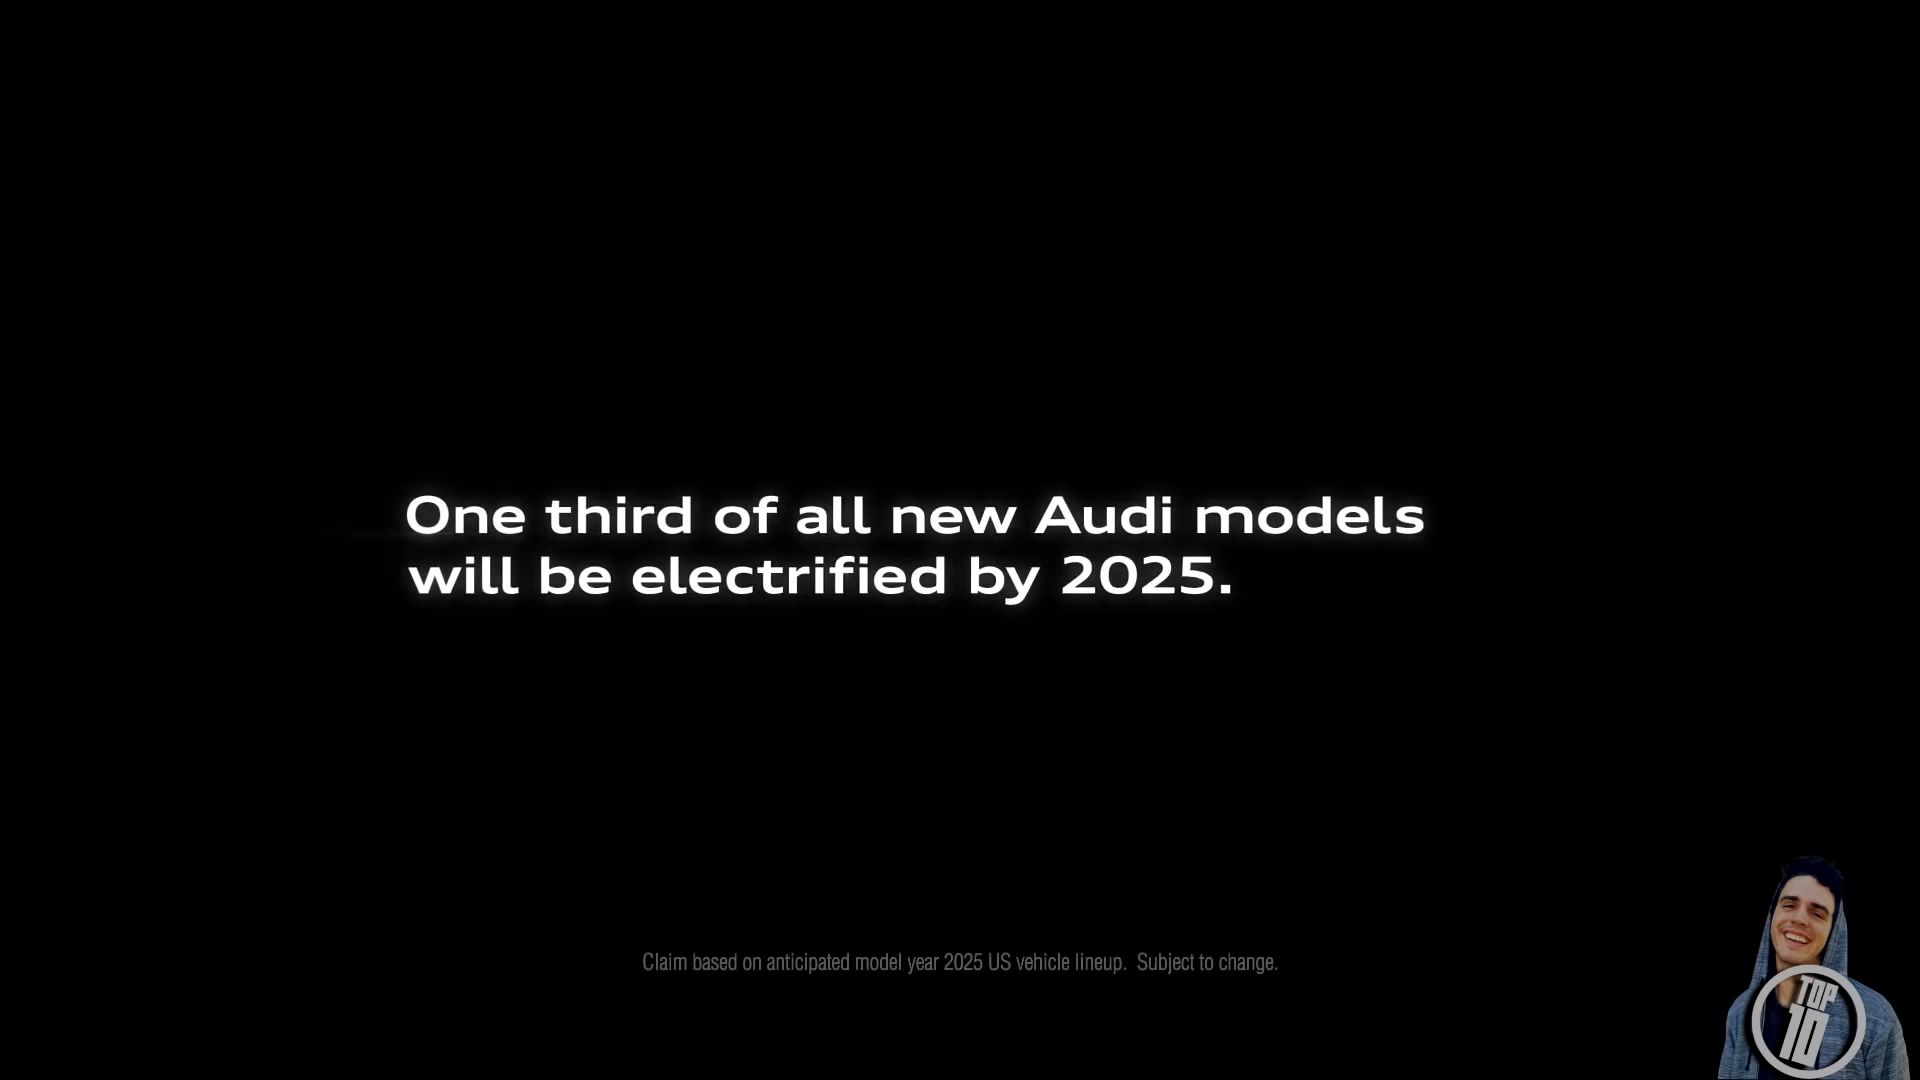 One third of all new Audi models
will be electrified by 2025.
Claim based on anticipated model year 2025 US vehicle lineup. Subject to change.
TOP
10